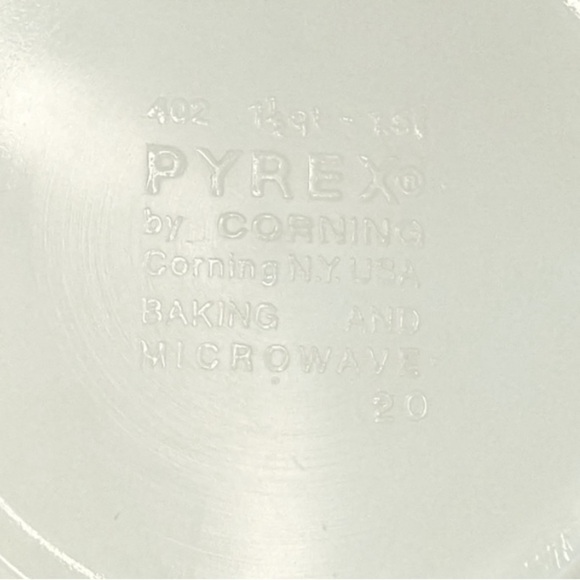 402 1½qt - 1.5L
PYREX®
by CORNING
Corning N.Y. USA
BAKING AND
MICROWAVE
20